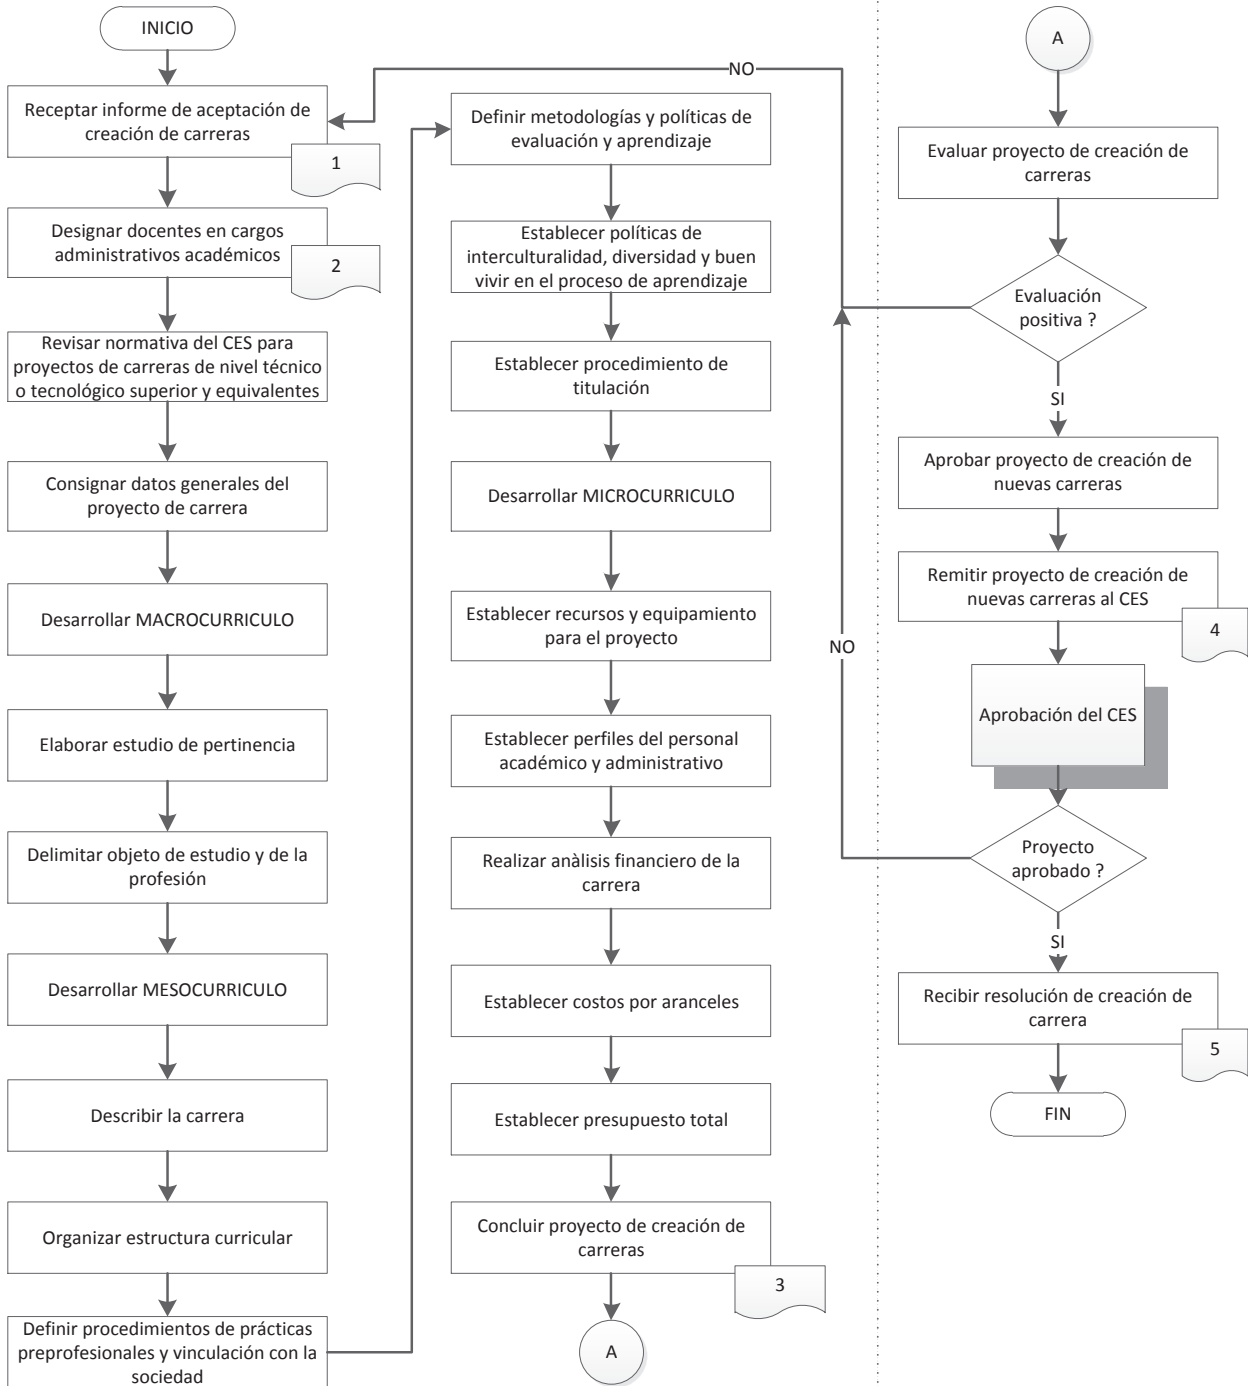 INICIO
Receptar informe de aceptación de
creación de carreras
1
Designar docentes en cargos
administrativos académicos
2
Revisar normativa del CES para
proyectos de carreras de nivel técnico
o tecnológico superior y equivalentes
Consignar datos generales del
proyecto de carrera
Desarrollar MACROCURRICULO
Elaborar estudio de pertinencia
Delimitar objeto de estudio y de la
profesión
Desarrollar MESOCURRICULO
Describir la carrera
Organizar estructura curricular
Definir procedimientos de prácticas
preprofesionales y vinculación con la
sociedad
Definir metodologías y políticas de
evaluación y aprendizaje
Establecer políticas de
interculturalidad, diversidad y buen
vivir en el proceso de aprendizaje
Establecer procedimiento de
titulación
Desarrollar MICROCURRICULO
Establecer recursos y equipamiento
para el proyecto
Establecer perfiles del personal
académico y administrativo
Realizar anàlisis financiero de la
carrera
Establecer costos por aranceles
Establecer presupuesto total
Concluir proyecto de creación de
carreras
3
A
A
Evaluar proyecto de creación de
carreras
Evaluación
positiva ?
NO
SI
Aprobar proyecto de creación de
nuevas carreras
Remitir proyecto de creación de
nuevas carreras al CES
4
Aprobación del CES
Proyecto
aprobado ?
NO
SI
Recibir resolución de creación de
carrera
5
FIN